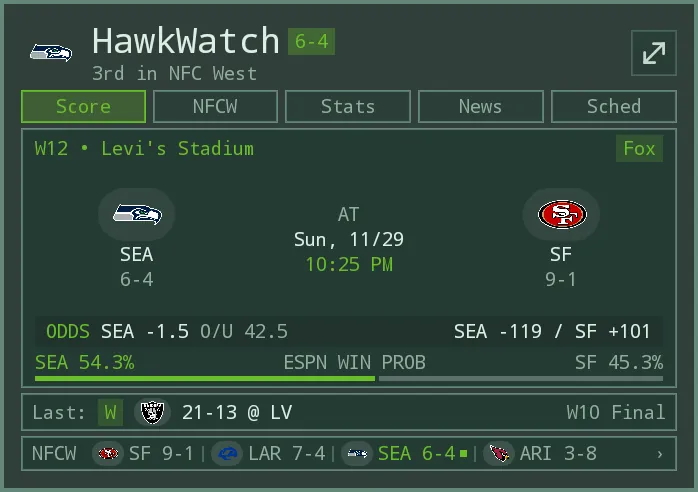 HawkWatch 6-4
3rd in NFC West
Score NFCW Stats News Sched
W12 • Levi's Stadium Fox
AT
Sun, 11/29
10:25 PM
SEA
6-4
SF
9-1
ODDS SEA -1.5 O/U 42.5 SEA -119 / SF +101
SEA 54.3% ESPN WIN PROB SF 45.3%
Last: W 21-13 @ LV W10 Final
NFCW SF 9-1 | LAR 7-4 | SEA 6-4 | ARI 3-8 ›